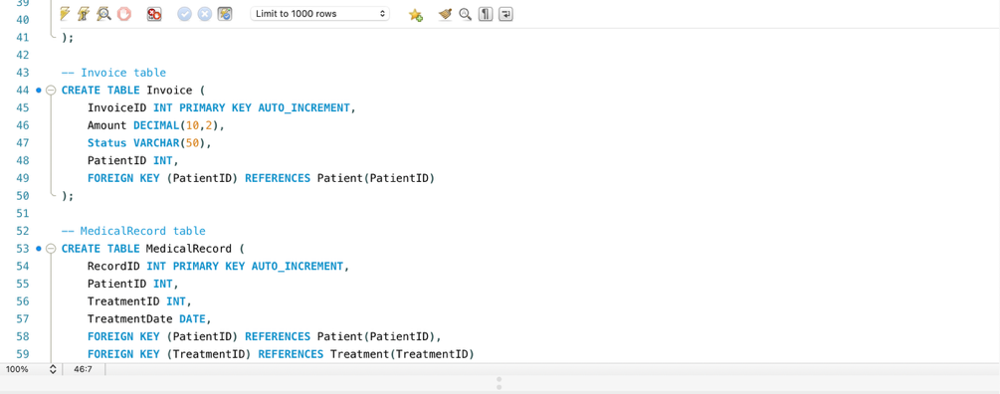 39
40 Limit to 1000 rows
41 );
42
43 -- Invoice table
44 CREATE TABLE Invoice (
45 InvoiceID INT PRIMARY KEY AUTO_INCREMENT,
46 Amount DECIMAL(10,2),
47 Status VARCHAR(50),
48 PatientID INT,
49 FOREIGN KEY (PatientID) REFERENCES Patient(PatientID)
50 );
51
52 -- MedicalRecord table
53 CREATE TABLE MedicalRecord (
54 RecordID INT PRIMARY KEY AUTO_INCREMENT,
55 PatientID INT,
56 TreatmentID INT,
57 TreatmentDate DATE,
58 FOREIGN KEY (PatientID) REFERENCES Patient(PatientID),
59 FOREIGN KEY (TreatmentID) REFERENCES Treatment(TreatmentID)
100% 46:7